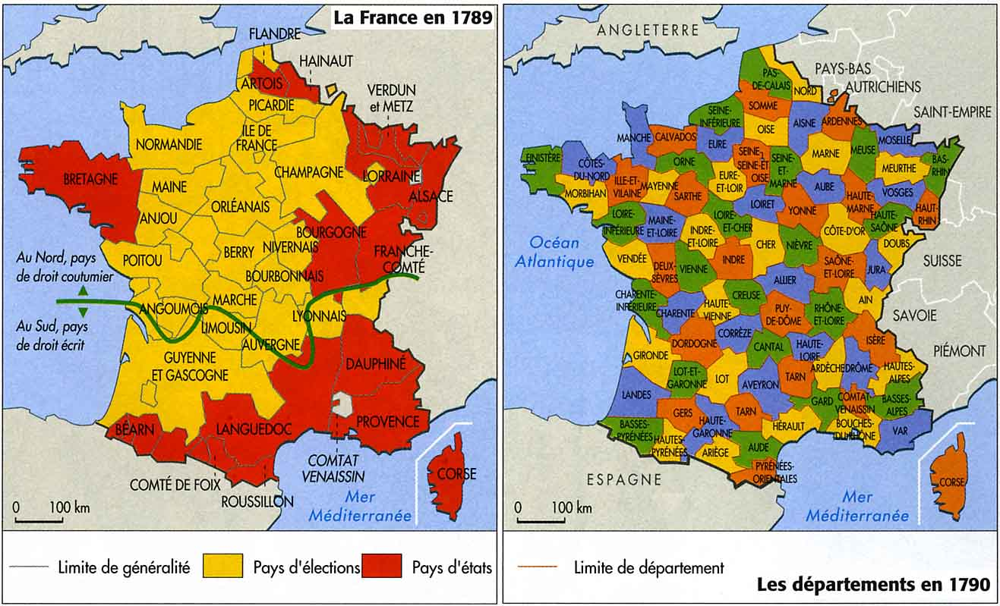 La France en 1789
FLANDRE
HAINAUT
ARTOIS
VERDUN
et METZ
PICARDIE
NORMANDIE
ILE DE
FRANCE
CHAMPAGNE
LORRAINE
BRETAGNE
MAINE
ALSACE
ORLÉANAIS
ANJOU
BOURGOGNE
NIVERNAIS
BERRY
FRANCHE-
COMTÉ
POITOU
BOURBONNAIS
Au Nord, pays
de droit coutumier
MARCHE
ANGOUMOIS
LYONNAIS
LIMOUSIN
Au Sud, pays
de droit écrit
AUVERGNE
GUYENNE
ET GASCOGNE
DAUPHINÉ
PROVENCE
BÉARN
LANGUEDOC
COMTAT
VENAISSIN
COMTÉ DE FOIX
ROUSSILLON
CORSE
Mer
Méditerranée
0 100 km
Limite de généralité
Pays d'élections
Pays d'états
ANGLETERRE
PAS-
DE-CALAIS
NORD
PAYS-BAS
AUTRICHIENS
SAINT-EMPIRE
SOMME
SEINE-
INFÉRIEURE
OISE
AISNE
ARDENNES
MANCHE
CALVADOS
EURE
MARNE
MEUSE
MOSELLE
FINISTÈRE
CÔTES-
DU-NORD
ORNE
SEINE
SEINE-ET
OISE
SEINE-
ET-
MARNE
MEURTHE
BAS-
RHIN
ILLE-ET-
VILAINE
MAYENNE
EURE-
ET-LOIR
AUBE
HAUTE-
MARNE
VOSGES
MORBIHAN
SARTHE
LOIRET
YONNE
HAUT-
RHIN
LOIRE-
INFÉRIEURE
MAINE-
ET-LOIRE
LOIRE-
ET-CHER
INDRE-
ET-LOIRE
CÔTE-D'OR
HAUTE-
SAÔNE
Océan
Atlantique
CHER
NIÈVRE
DOUBS
VENDÉE
DEUX-
SÈVRES
VIENNE
INDRE
SAÔNE-
ET-LOIRE
JURA
SUISSE
ALLIER
CHARENTE-
INFÉRIEURE
CREUSE
AIN
CHARENTE
HAUTE-
VIENNE
PUY-
DE-DÔME
RHÔNE-
ET-LOIRE
SAVOIE
CORRÈZE
DORDOGNE
ISÈRE
GIRONDE
CANTAL
HAUTE-
LOIRE
PIÉMONT
LOT-ET-
GARONNE
LOT
ARDÈCHE
DRÔME
HAUTES-
ALPES
LANDES
AVEYRON
TARN
GARD
COMTAT-
VENAISSIN
BASSES-
ALPES
GERS
HAUTE-
GARONNE
TARN
HÉRAULT
BOUCHES-
DU-RHÔNE
VAR
BASSES-
PYRÉNÉES
HAUTES-
PYRÉNÉES
ARIÈGE
AUDE
PYRÉNÉES-
ORIENTALES
ESPAGNE
CORSE
Mer
Méditerranée
0 100 km
Limite de département
Les départements en 1790